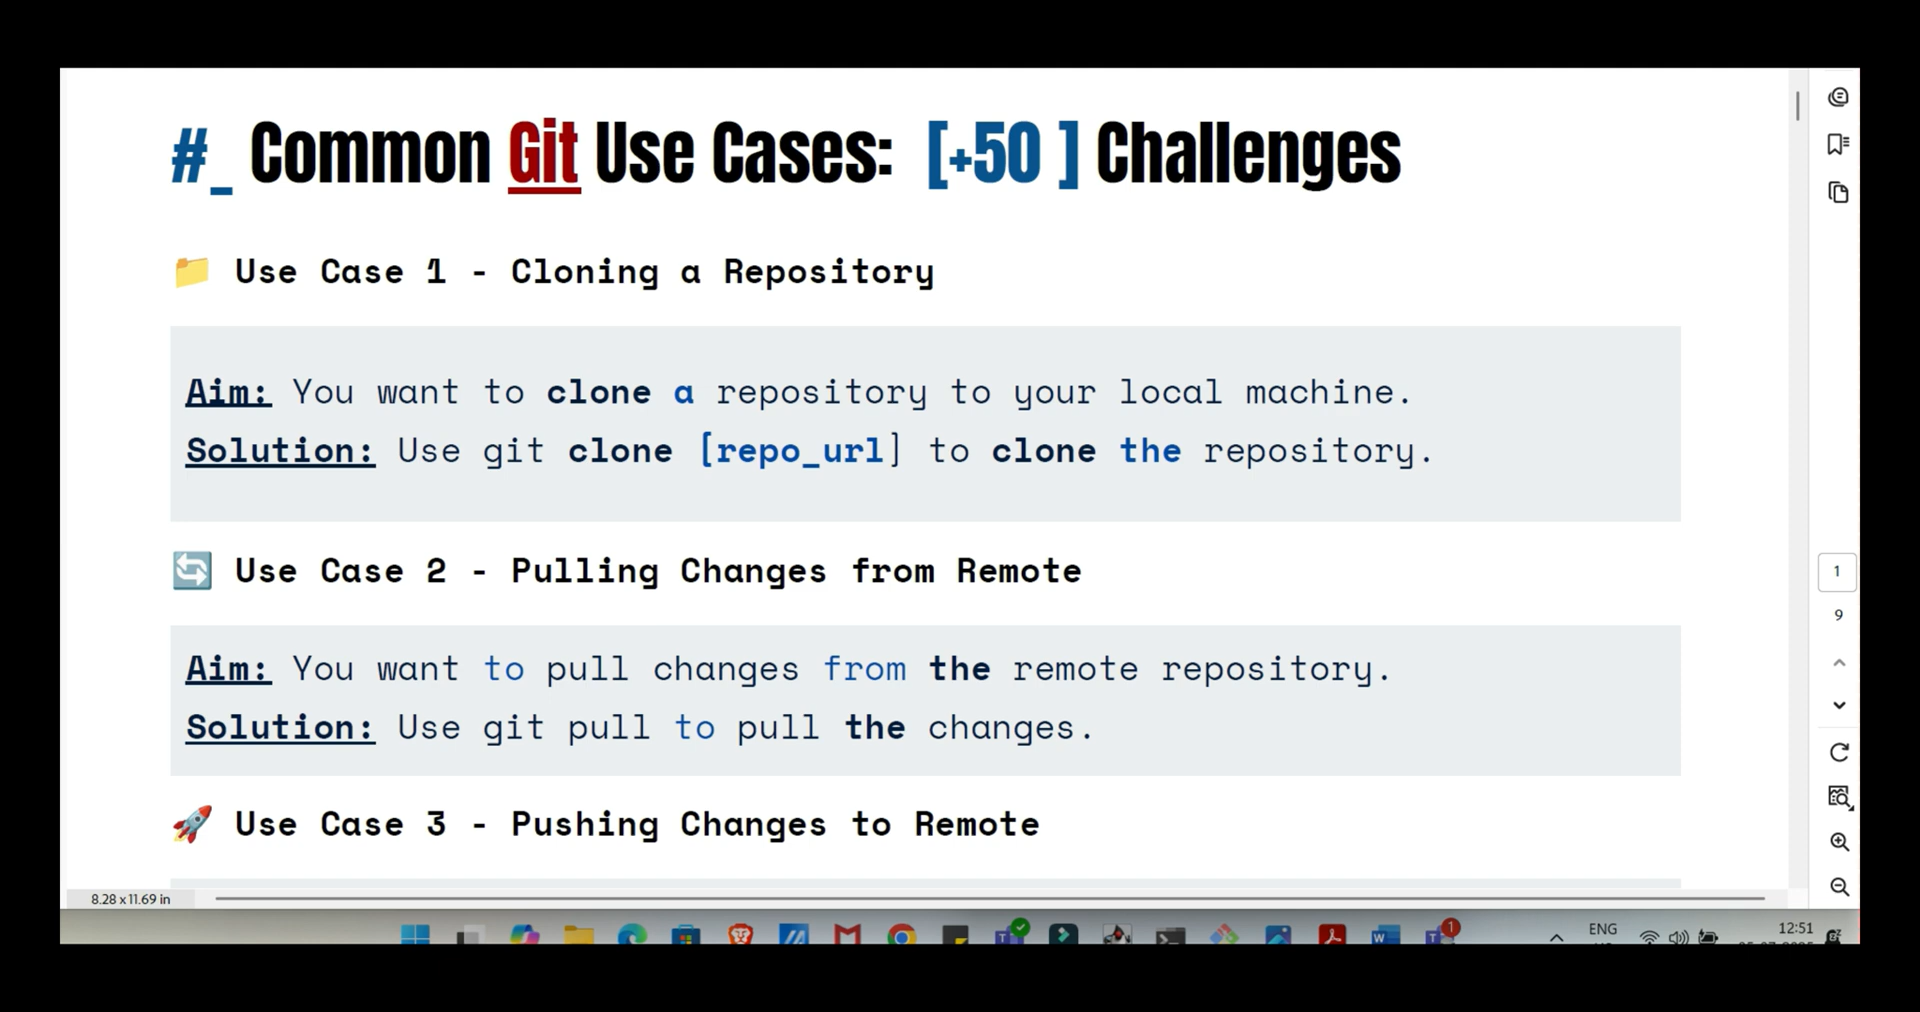 #_ Common Git Use Cases: [+50 ] Challenges
Use Case 1 - Cloning a Repository
Aim: You want to clone a repository to your local machine.
Solution: Use git clone [repo_url] to clone the repository.
Use Case 2 - Pulling Changes from Remote
Aim: You want to pull changes from the remote repository.
Solution: Use git pull to pull the changes.
Use Case 3 - Pushing Changes to Remote
1
9
8.28 x 11.69 in
1
ENG
12:51